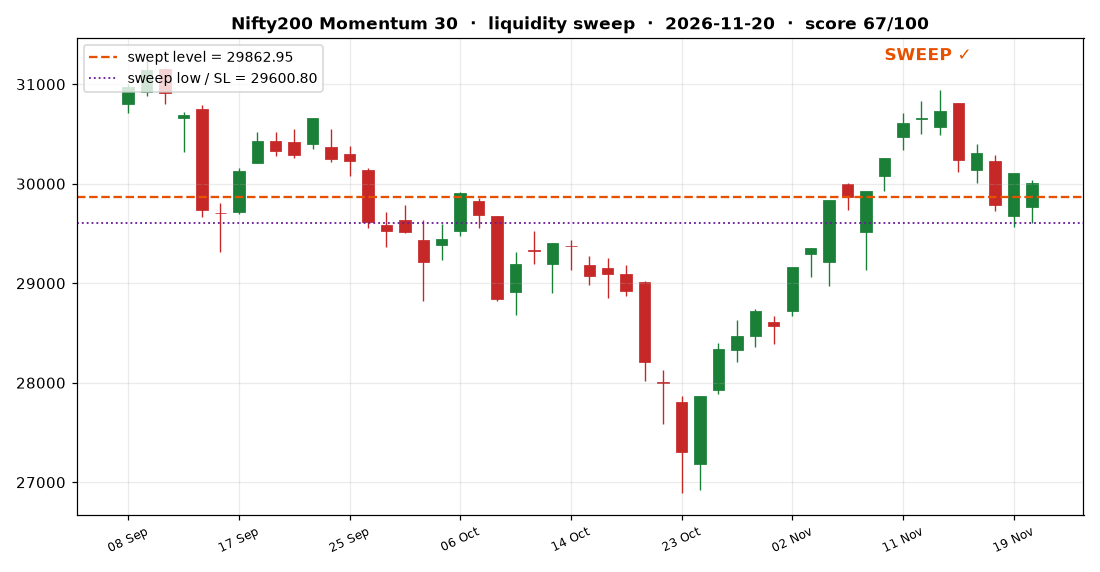 Nifty200 Momentum 30 · liquidity sweep · 2026-11-20 · score 67/100
swept level = 29862.95
sweep low / SL = 29600.80
SWEEP ✓
31000
30000
29000
28000
27000
08 Sep
17 Sep
25 Sep
06 Oct
14 Oct
23 Oct
02 Nov
11 Nov
19 Nov